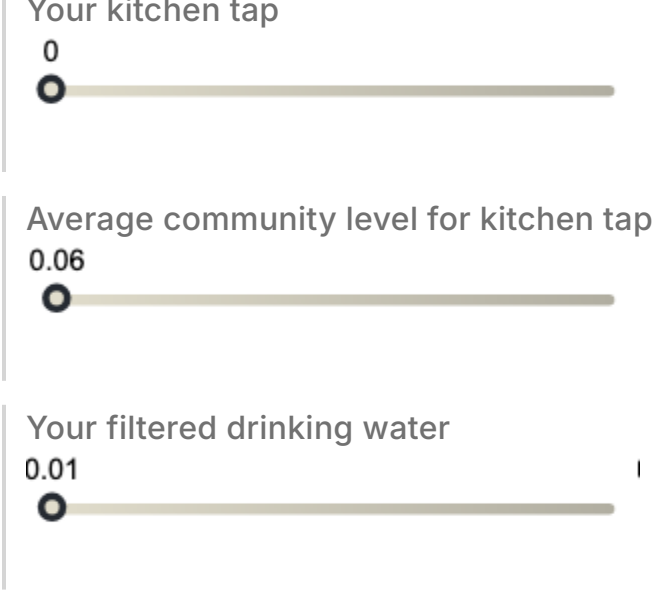 Your kitchen tap
0
Average community level for kitchen tap
0.06
Your filtered drinking water
0.01